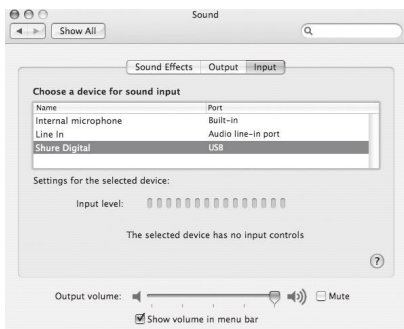 Sound
Show All
Sound Effects Output Input
Choose a device for sound input
Name Port
Internal microphone Built-in
Line In Audio line-in port
Shure Digital USB
Settings for the selected device:
Input level:
The selected device has no input controls
?
Output volume: Mute
Show volume in menu bar